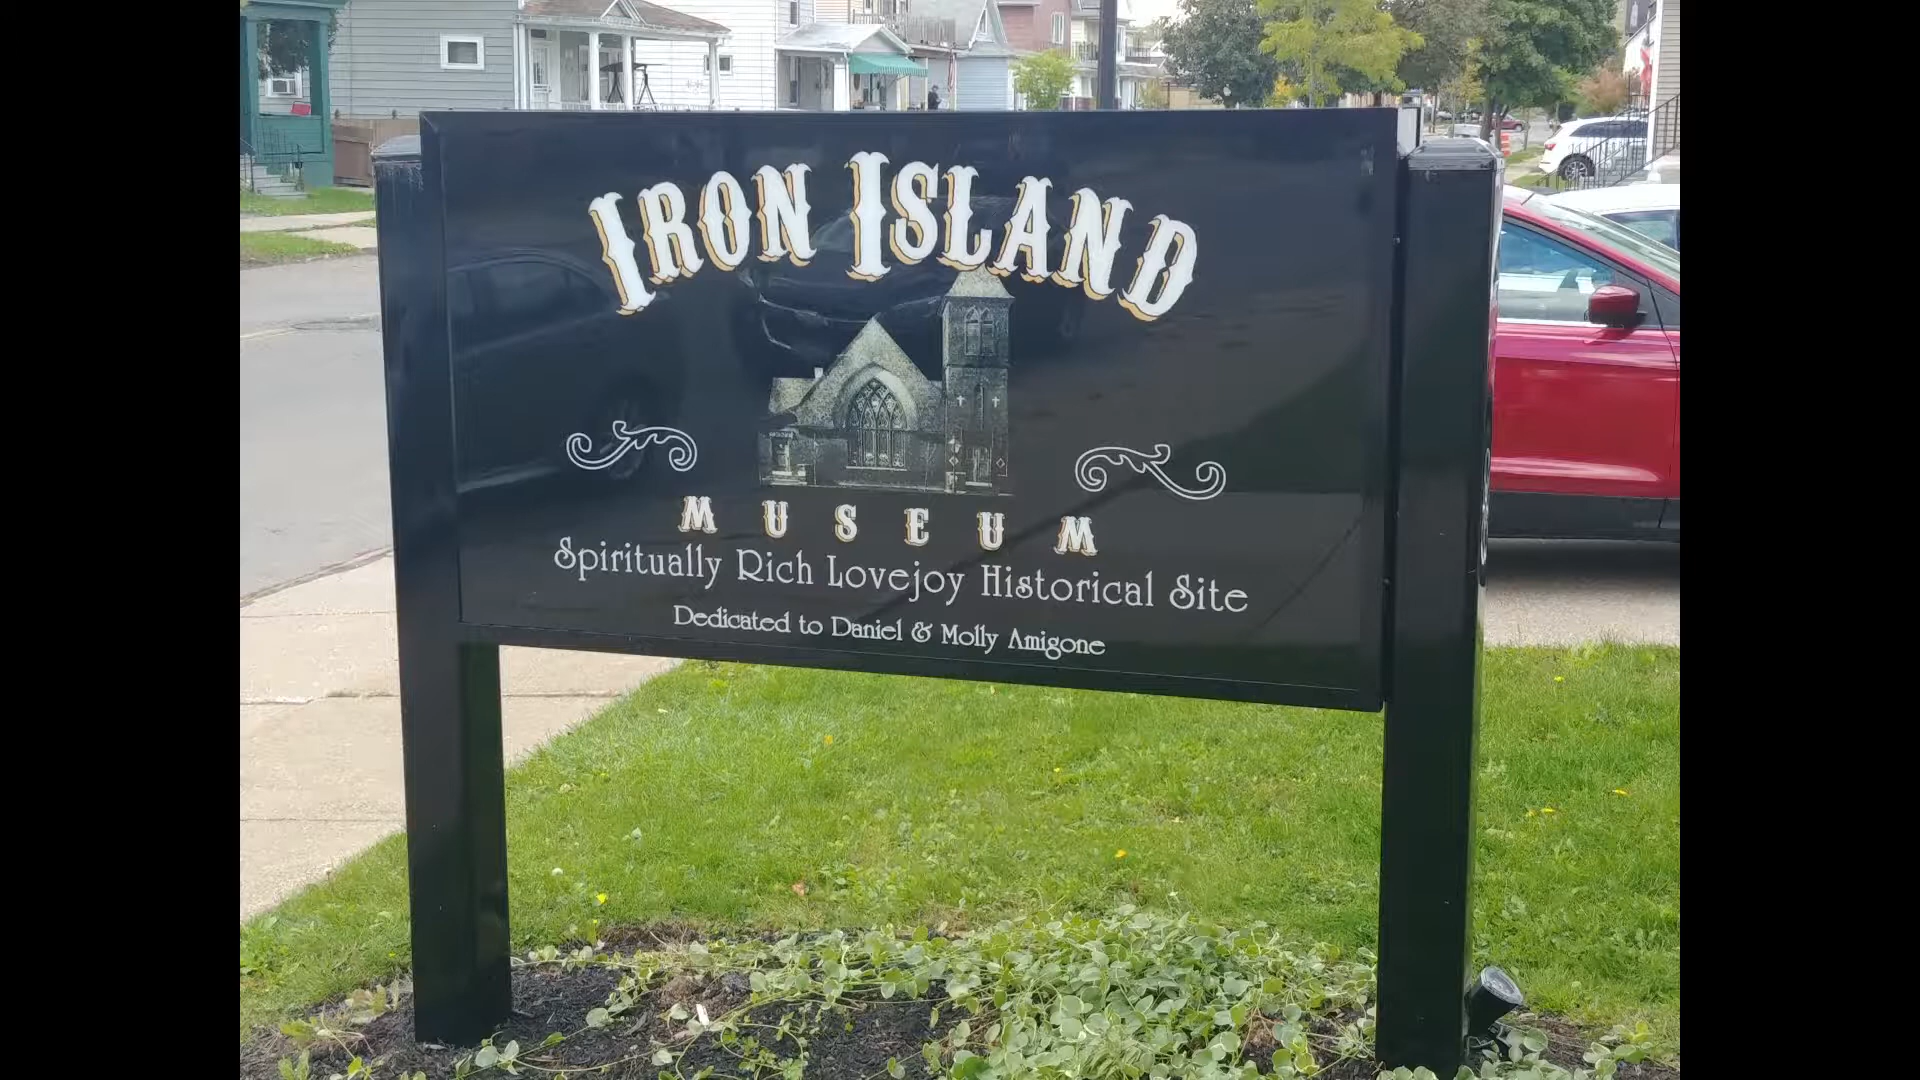 IRON ISLAND
MUSEUM
Spiritually Rich Lovejoy Historical Site
Dedicated to Daniel & Molly Amigone